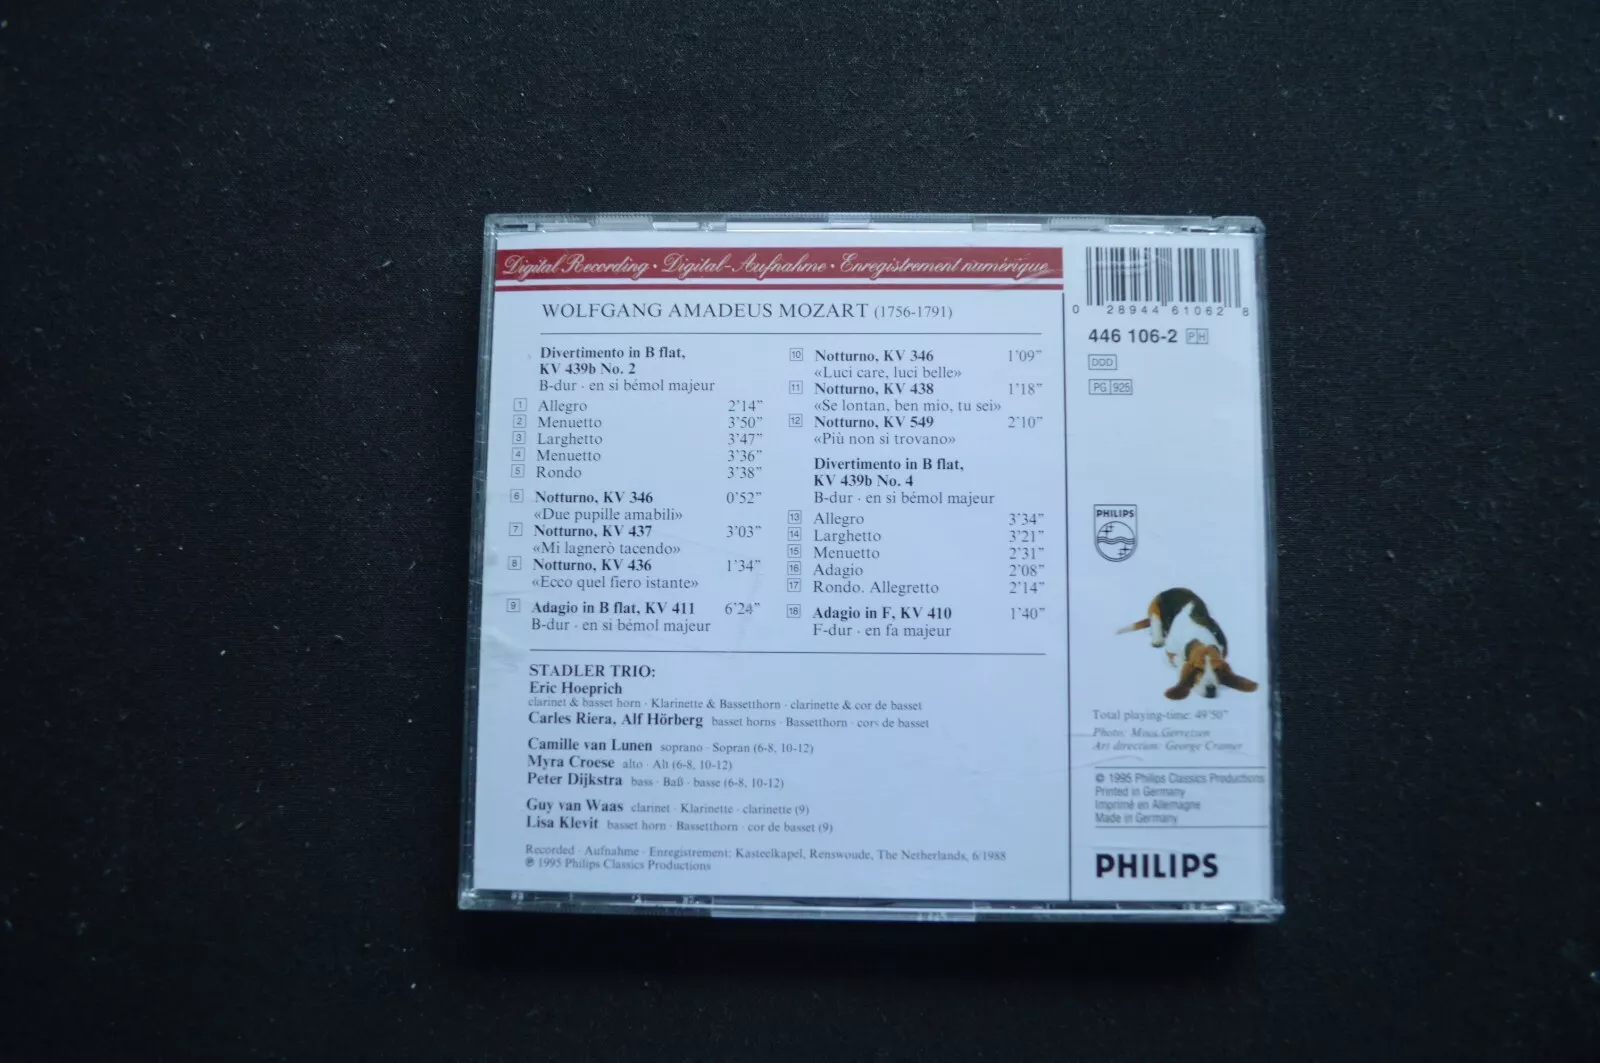 Digital Recording · Digital-Aufnahme · Enregistrement numérique
WOLFGANG AMADEUS MOZART (1756-1791)
Divertimento in B flat,
KV 439b No. 2
B-dur · en si bémol majeur
1 Allegro 2'14"
2 Menuetto 3'50"
3 Larghetto 3'47"
4 Menuetto 3'36"
5 Rondo 3'38"
6 Notturno, KV 346 0'52"
«Due pupille amabili»
7 Notturno, KV 437 3'03"
«Mi lagnerò tacendo»
8 Notturno, KV 436 1'34"
«Ecco quel fiero istante»
9 Adagio in B flat, KV 411 6'24"
B-dur · en si bémol majeur
10 Notturno, KV 346 1'09"
«Luci care, luci belle»
11 Notturno, KV 438 1'18"
«Se lontan, ben mio, tu sei»
12 Notturno, KV 549 2'10"
«Più non si trovano»
Divertimento in B flat,
KV 439b No. 4
B-dur · en si bémol majeur
13 Allegro 3'34"
14 Larghetto 3'21"
15 Menuetto 2'31"
16 Adagio 2'08"
17 Rondo. Allegretto 2'14"
18 Adagio in F, KV 410 1'40"
F-dur · en fa majeur
STADLER TRIO:
Eric Hoeprich
clarinet & basset horn · Klarinette & Bassetthorn · clarinette & cor de basset
Carles Riera, Alf Hörberg basset horns · Bassetthorn · cors de basset
Camille van Lunen soprano · Sopran (6-8, 10-12)
Myra Croese alto · Alt (6-8, 10-12)
Peter Dijkstra bass · Baß · basse (6-8, 10-12)
Guy van Waas clarinet · Klarinette · clarinette (9)
Lisa Klevit basset horn · Bassetthorn · cor de basset (9)
Recorded · Aufnahme · Enregistrement: Kasteelkapel, Renswoude, The Netherlands, 6/1988
℗ 1995 Philips Classics Productions
0 28944 61062 8
446 106-2 PH
DDD
PG 925
PHILIPS
Total playing-time: 49'50"
Photo: Moos Gerretsen
Art direction: George Cramer
© 1995 Philips Classics Productions
Printed in Germany
Imprimé en Allemagne
Made in Germany
PHILIPS